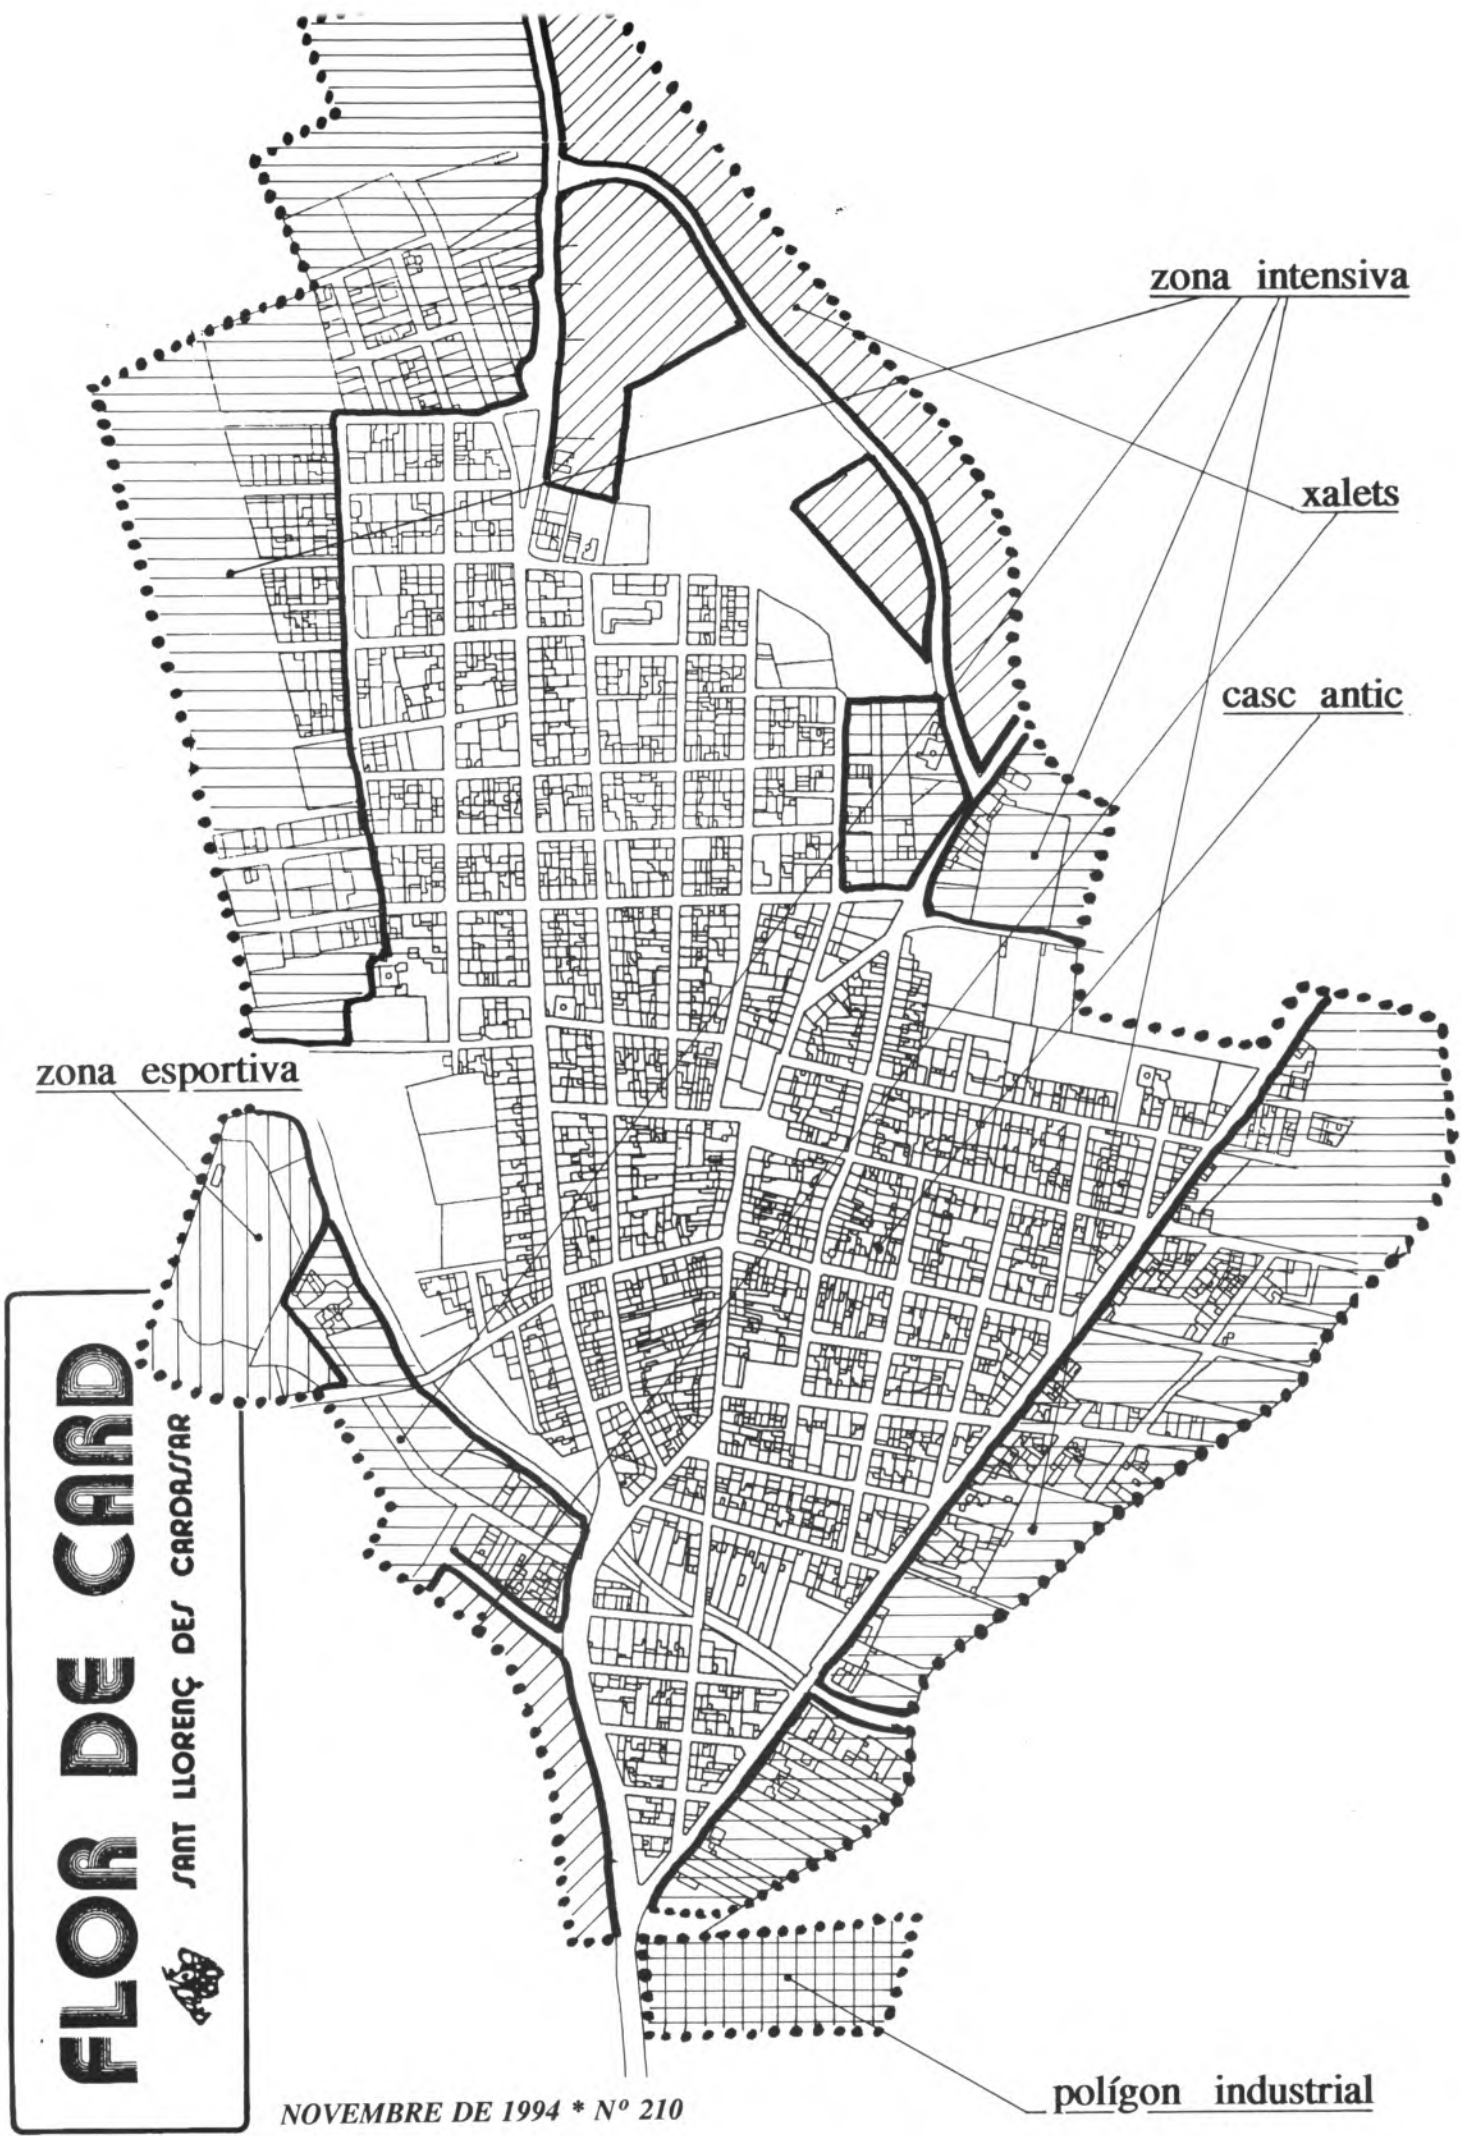 zona intensiva
xalets
casc antic
zona esportiva
FLOR DE CARD
SANT LLORENÇ DES CARDASSAR
polígon industrial
NOVEMBRE DE 1994 * Nº 210